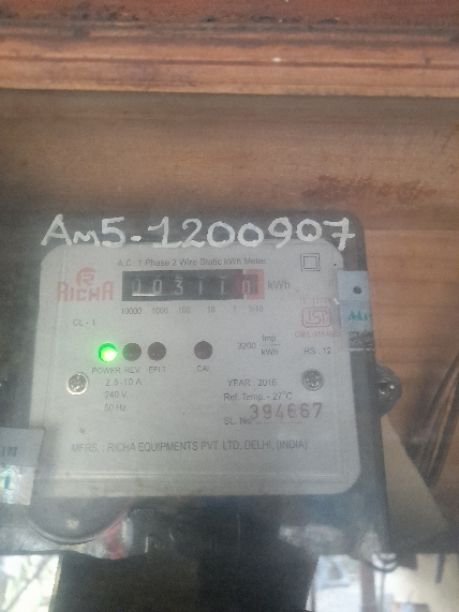 Am5-1200907
A.C. 1-Phase 2 Wire Static kWh Meter
RICHA
003110 kWh
10000 1000 100 10 1 1/10
CL - 1
3200 Imp
kWh
RS : 12
POWER REV. EPLT CAL
2.5-10 A
240 V.
50 Hz
YEAR : 2016
Ref. Temp. - 27°C
SL. No. 394667
MFRS. : RICHA EQUIPMENTS PVT. LTD, DELHI, (INDIA)